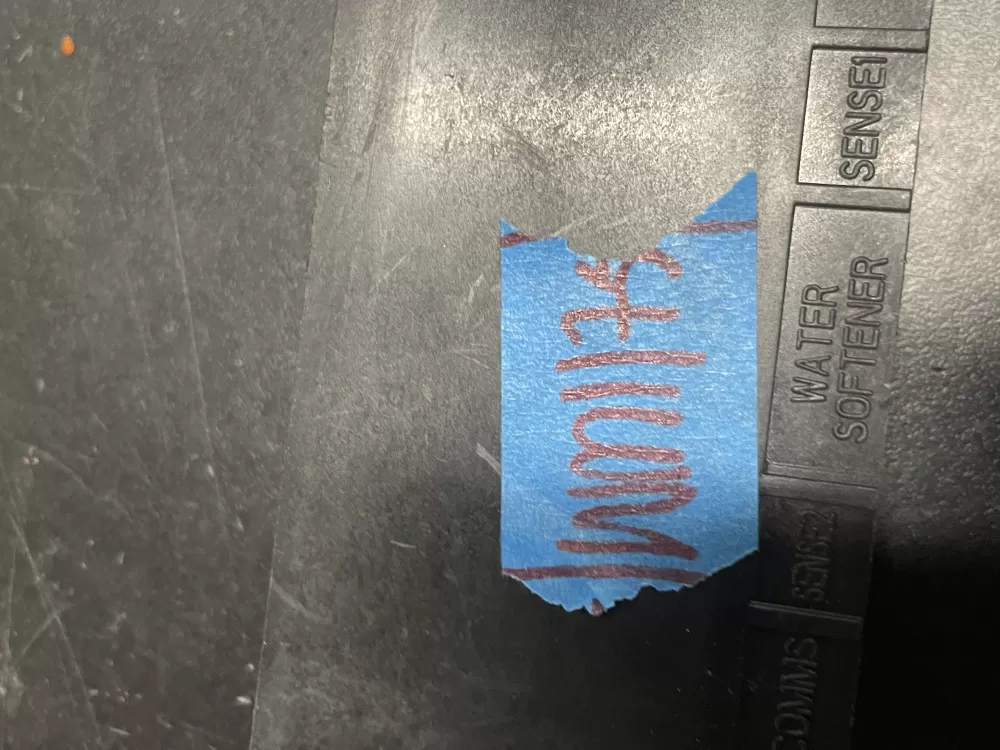 COMMS
SENSE2
WATER
SOFTENER
SENSE1